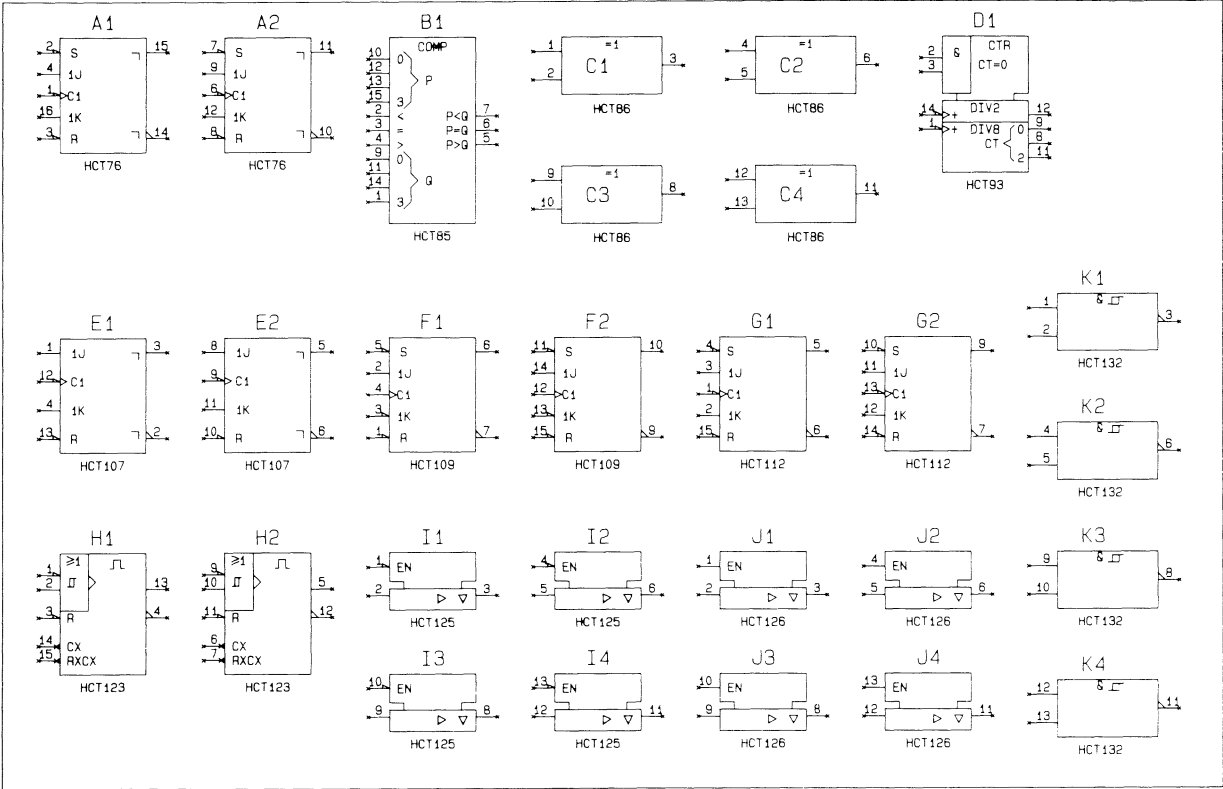 A1 A2 B1 D1
2 S 15
4 1J
1 C1
16 1K
3 R 14
HCT76
7 S 11
9 1J
6 C1
12 1K
8 R 10
HCT76
COMP
10 0
12
13 P
15 3
2 < P<Q 7
3 = P=Q 6
4 > P>Q 5
9 0
11
14 Q
1 3
HCT85
=1
1 C1 3
2
HCT86
=1
4 C2 6
5
HCT86
=1
9 C3 8
10
HCT86
=1
12 C4 11
13
HCT86
2 & CTR
3 CT=0
14 + DIV2 12
1 + DIV8 0 9
CT 8
2 11
HCT93
E1 E2 F1 F2 G1 G2 K1
1 1J 3
12 C1
4 1K
13 R 2
HCT107
8 1J 5
9 C1
11 1K
10 R 6
HCT107
5 S 6
2 1J
4 C1
3 1K
1 R 7
HCT109
11 S 10
14 1J
12 C1
13 1K
15 R 9
HCT109
4 S 5
3 1J
1 C1
2 1K
15 R 6
HCT112
10 S 9
11 1J
13 C1
12 1K
14 R 7
HCT112
1 & 3
2
HCT132
K2
4 & 6
5
HCT132
H1 H2 I1 I2 J1 J2 K3
1 ≥1 13
2
3 R 4
14 CX
15 RXCX
HCT123
9 ≥1 5
10
11 R 12
6 CX
7 RXCX
HCT123
1 EN
2 3
HCT125
4 EN
5 6
HCT125
1 EN
2 3
HCT126
4 EN
5 6
HCT126
9 & 8
10
HCT132
I3 I4 J3 J4 K4
10 EN
9 8
HCT125
13 EN
12 11
HCT125
10 EN
9 8
HCT126
13 EN
12 11
HCT126
12 & 11
13
HCT132